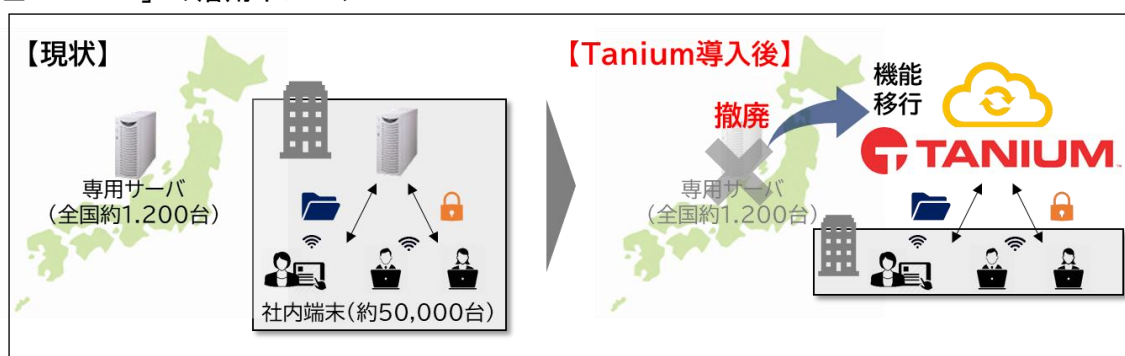 【現状】
専用サーバ
(全国約1.200台)
社内端末(約50,000台)
【Tanium導入後】
撤廃
機能
移行
TANIUM
専用サーバ
(全国約1.200台)